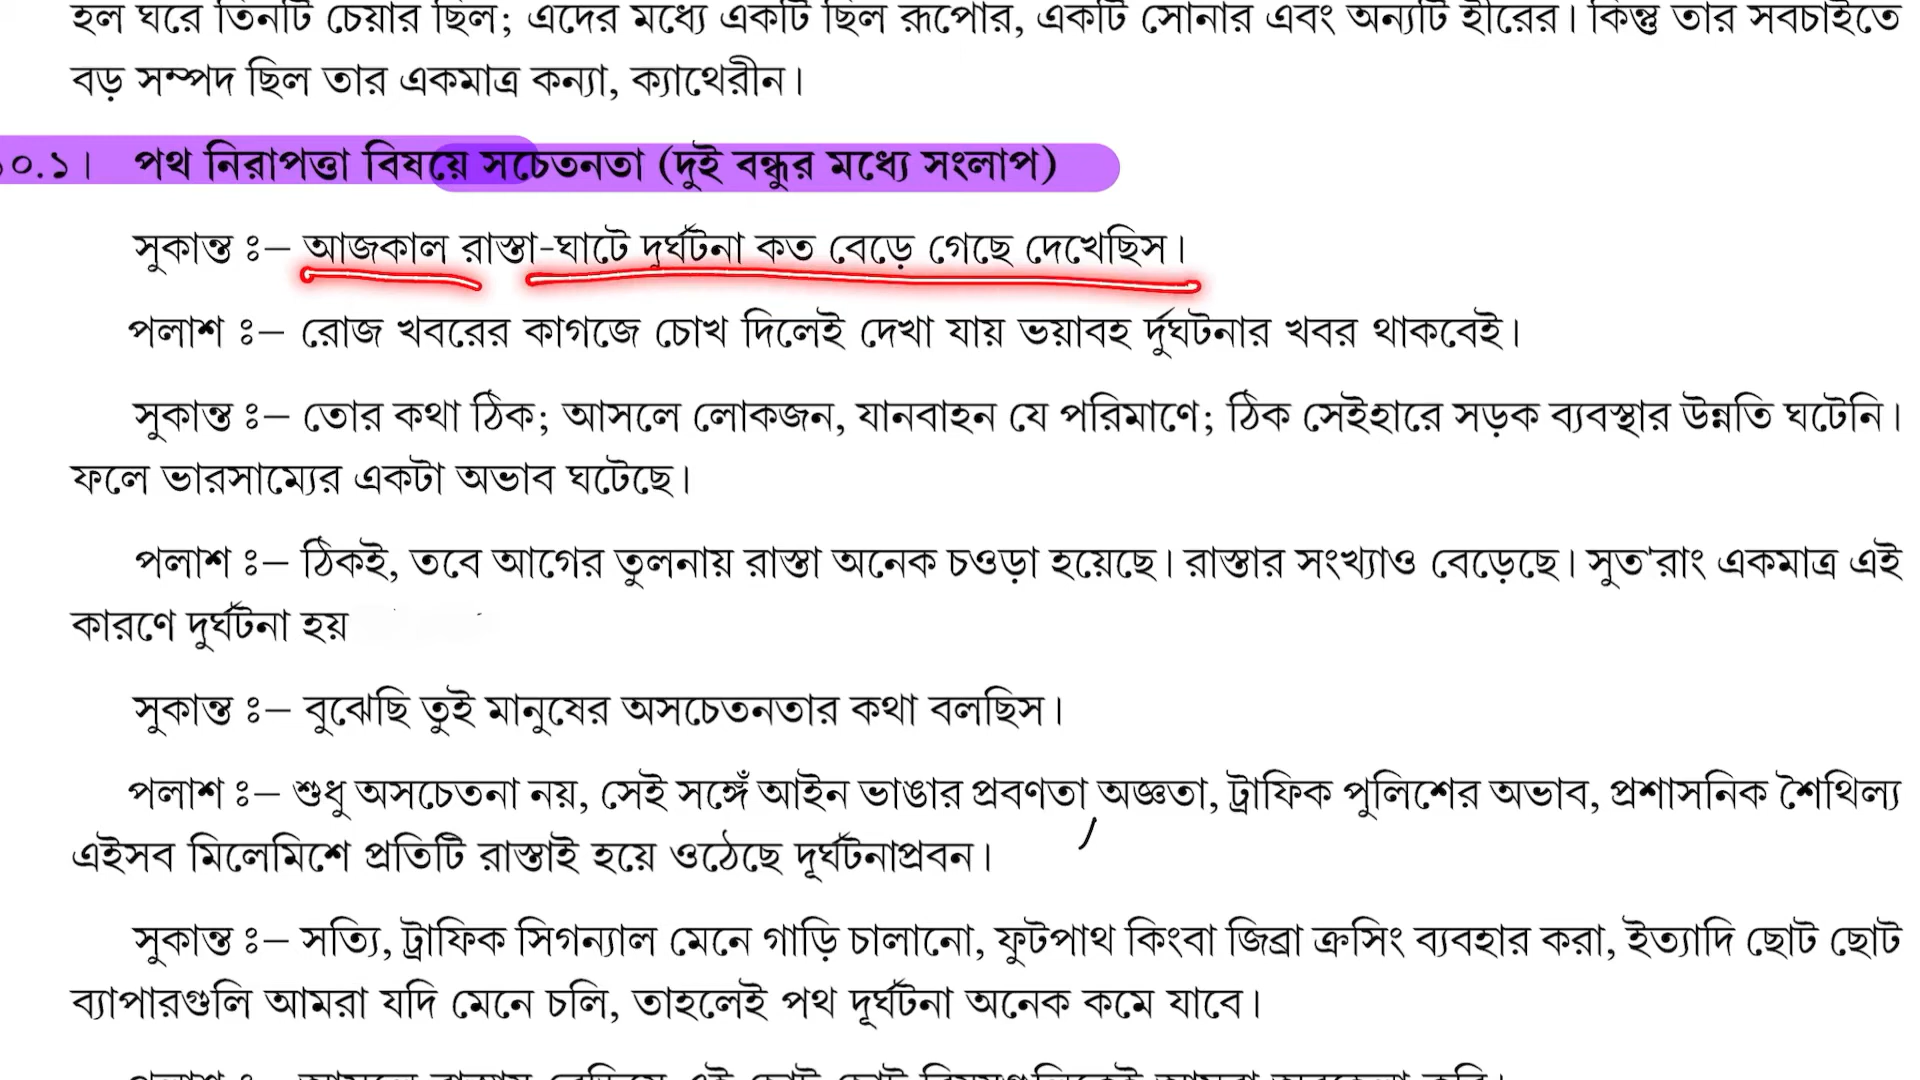 হল ঘরে তিনটি চেয়ার ছিল; এদের মধ্যে একটি ছিল রূপোর, একটি সোনার এবং অন্যটি হীরের। কিন্তু তার সবচাইতে
বড় সম্পদ ছিল তার একমাত্র কন্যা, ক্যাথেরীন।
১০.১। পথ নিরাপত্তা বিষয়ে সচেতনতা (দুই বন্ধুর মধ্যে সংলাপ)
সুকান্ত ঃ– আজকাল রাস্তা-ঘাটে দুর্ঘটনা কত বেড়ে গেছে দেখেছিস।
পলাশ ঃ– রোজ খবরের কাগজে চোখ দিলেই দেখা যায় ভয়াবহ র্দুঘটনার খবর থাকবেই।
সুকান্ত ঃ– তোর কথা ঠিক; আসলে লোকজন, যানবাহন যে পরিমাণে; ঠিক সেইহারে সড়ক ব্যবস্থার উন্নতি ঘটেনি।
ফলে ভারসাম্যের একটা অভাব ঘটেছে।
পলাশ ঃ– ঠিকই, তবে আগের তুলনায় রাস্তা অনেক চওড়া হয়েছে। রাস্তার সংখ্যাও বেড়েছে। সুত'রাং একমাত্র এই
কারণে দুর্ঘটনা হয়
সুকান্ত ঃ– বুঝেছি তুই মানুষের অসচেতনতার কথা বলছিস।
পলাশ ঃ– শুধু অসচেতনা নয়, সেই সঙ্গেঁ আইন ভাঙার প্রবণতা, অজ্ঞতা, ট্রাফিক পুলিশের অভাব, প্রশাসনিক শৈথিল্য
এইসব মিলেমিশে প্রতিটি রাস্তাই হয়ে ওঠেছে দূর্ঘটনাপ্রবন।
সুকান্ত ঃ– সত্যি, ট্রাফিক সিগন্যাল মেনে গাড়ি চালানো, ফুটপাথ কিংবা জিব্রা ক্রসিং ব্যবহার করা, ইত্যাদি ছোট ছোট
ব্যাপারগুলি আমরা যদি মেনে চলি, তাহলেই পথ দূর্ঘটনা অনেক কমে যাবে।